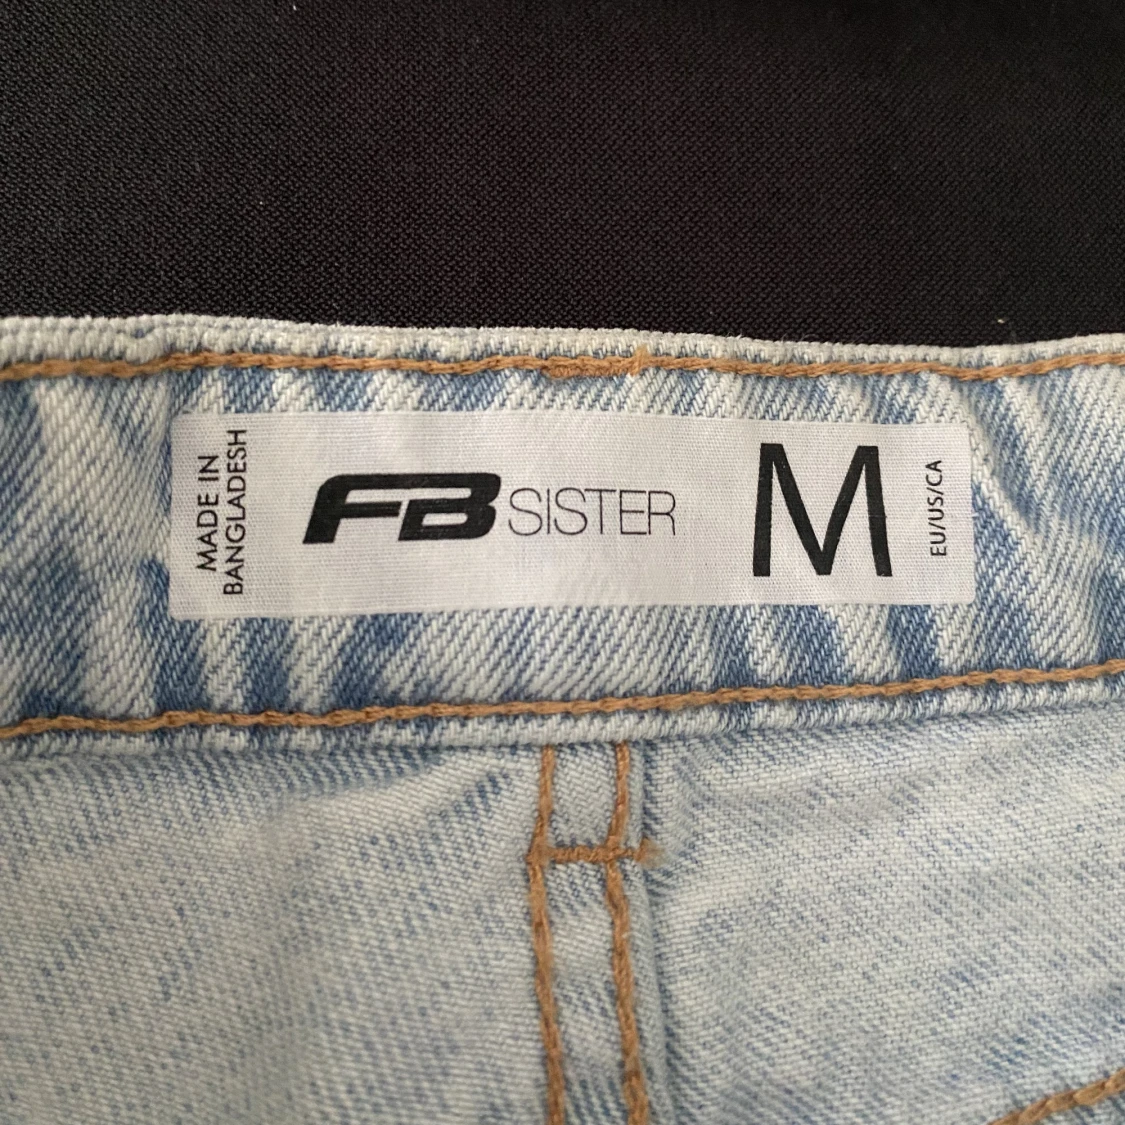 MADE IN
BANGLADESH
FB SISTER
M
EU/US/CA